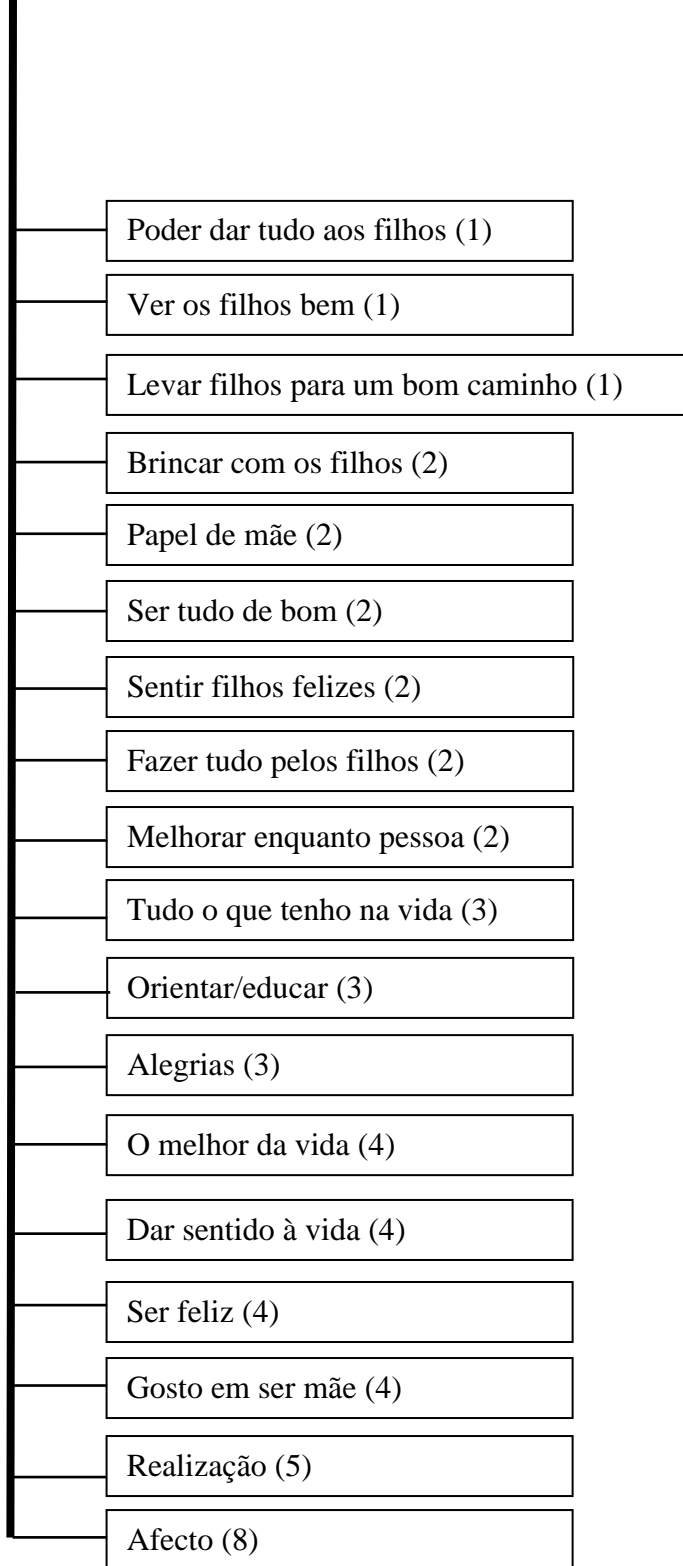 Poder dar tudo aos filhos (1)
Ver os filhos bem (1)
Levar filhos para um bom caminho (1)
Brincar com os filhos (2)
Papel de mãe (2)
Ser tudo de bom (2)
Sentir filhos felizes (2)
Fazer tudo pelos filhos (2)
Melhorar enquanto pessoa (2)
Tudo o que tenho na vida (3)
Orientar/educar (3)
Alegrias (3)
O melhor da vida (4)
Dar sentido à vida (4)
Ser feliz (4)
Gosto em ser mãe (4)
Realização (5)
Afecto (8)